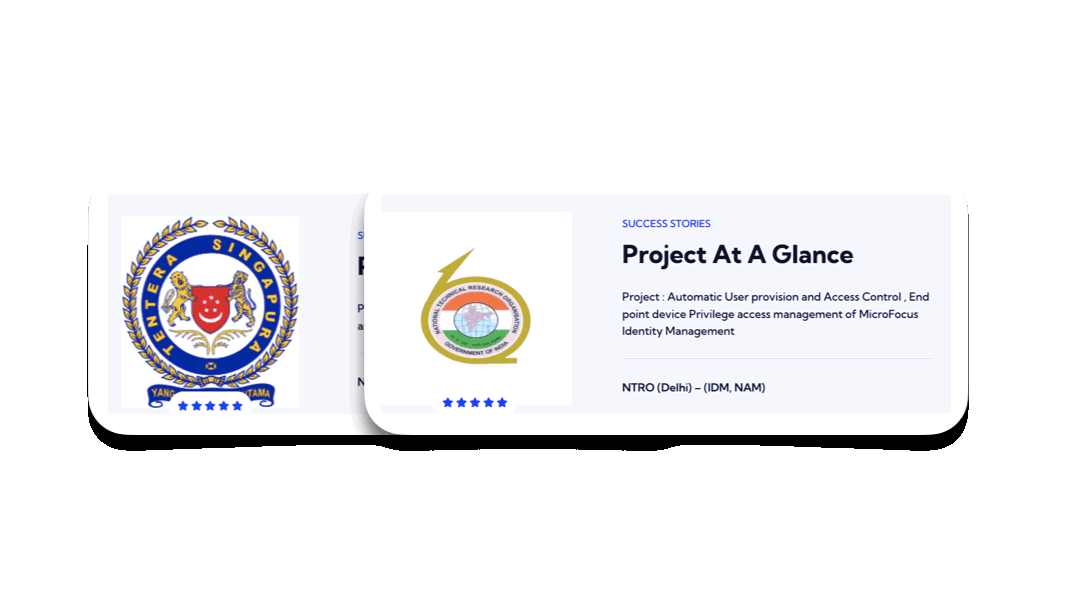 TENTERA SINGAPURA
SUCCESS STORIES
Project At A Glance
NATIONAL TECHNICAL RESEARCH ORGANISATION
GOVERNMENT OF INDIA
Project : Automatic User provision and Access Control , End
point device Privilege access management of MicroFocus
Identity Management
NTRO (Delhi) – (IDM, NAM)